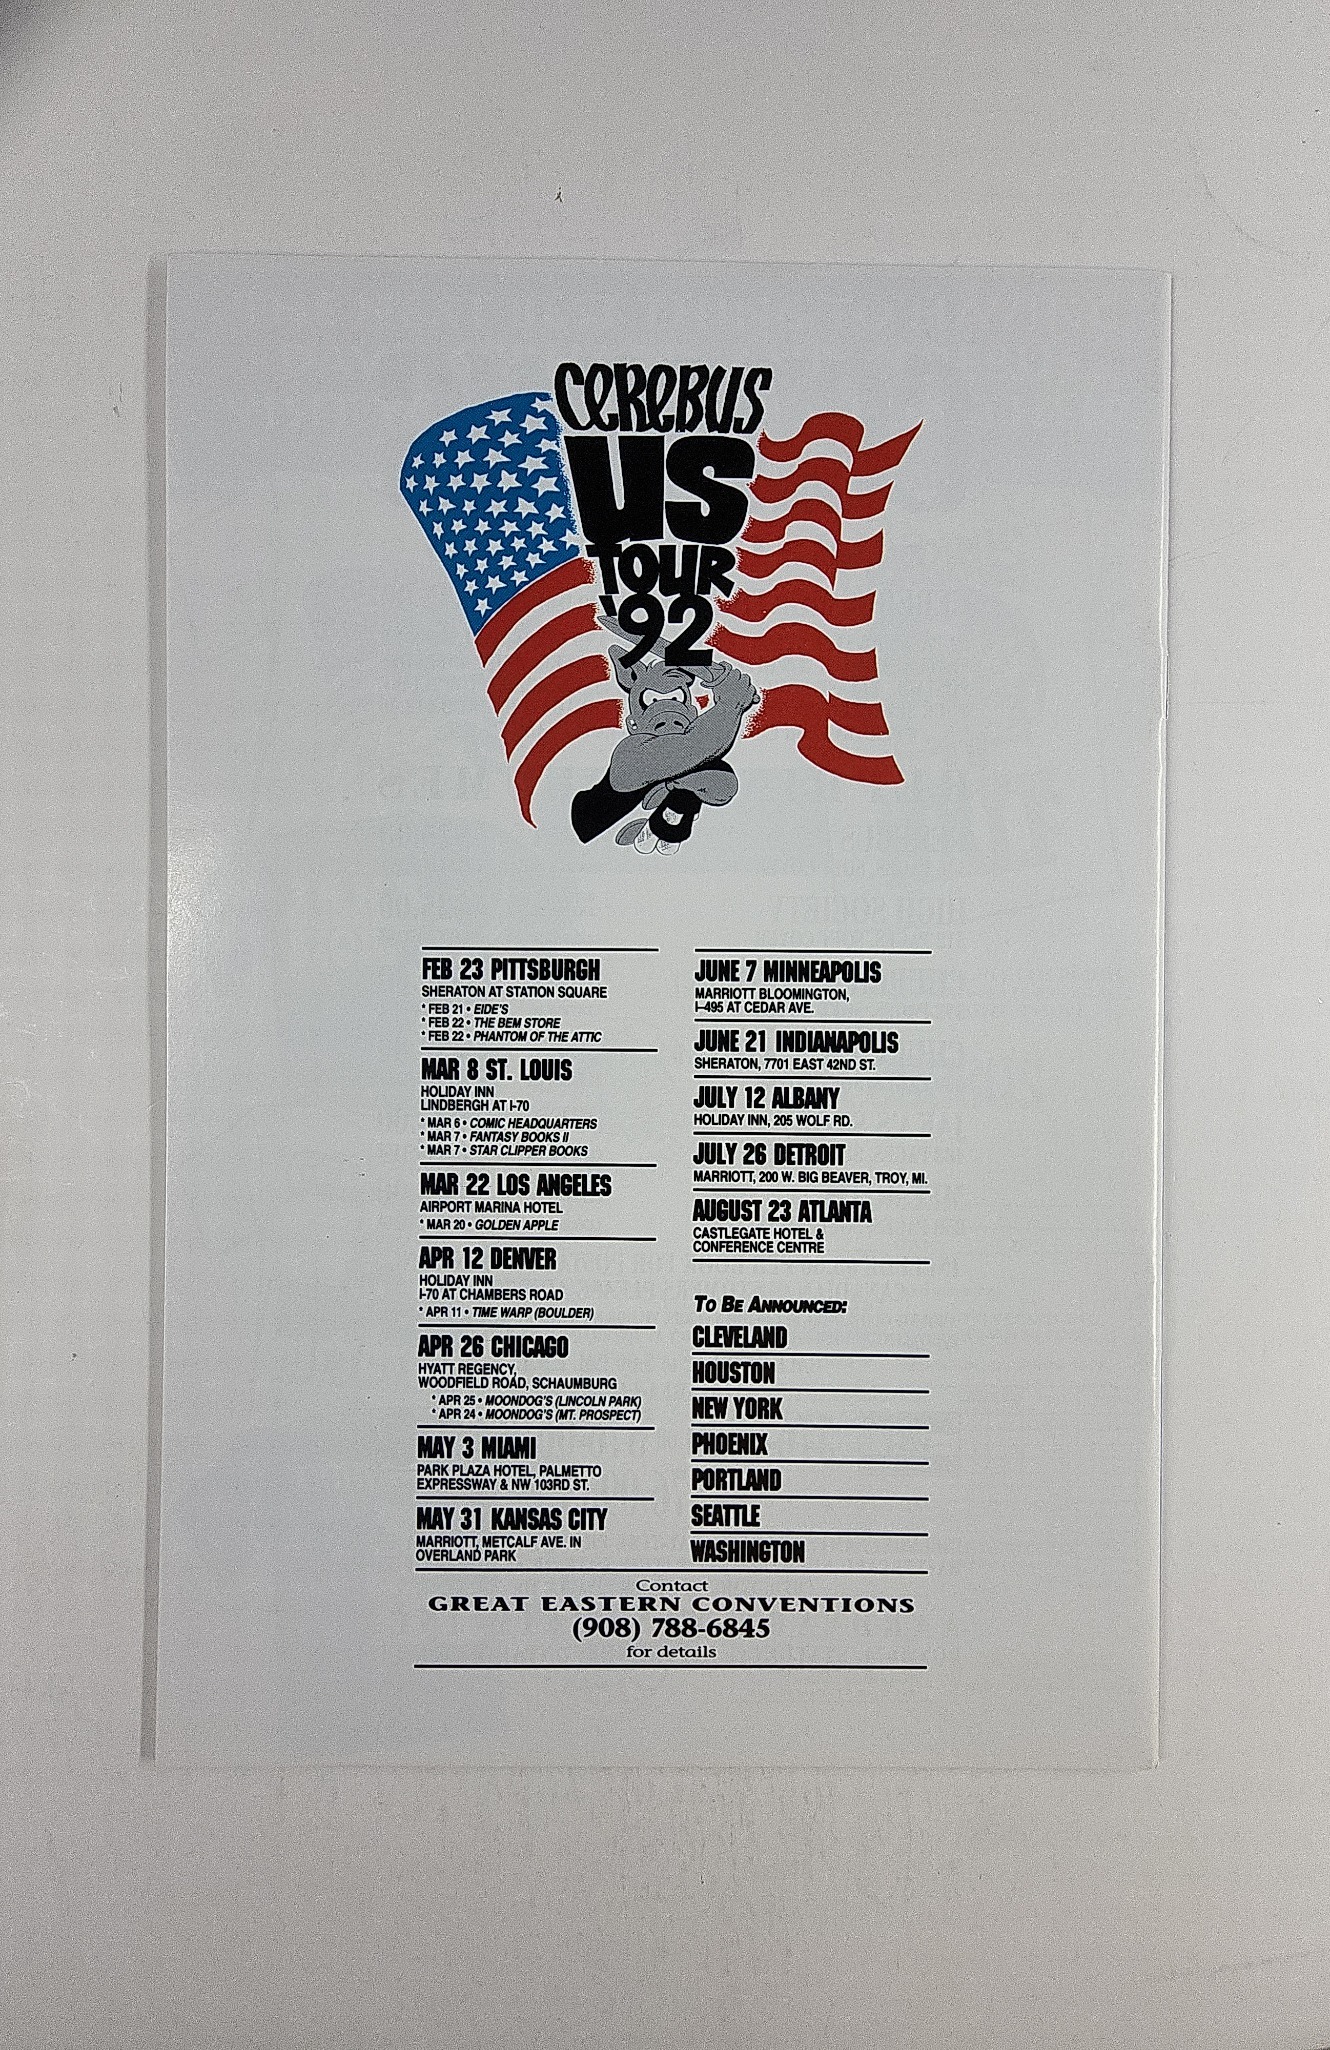 CEREBUS
US
TOUR
'92
FEB 23 PITTSBURGH
SHERATON AT STATION SQUARE
* FEB 21 • EIDE'S
* FEB 22 • THE BEM STORE
* FEB 22 • PHANTOM OF THE ATTIC
MAR 8 ST. LOUIS
HOLIDAY INN
LINDBERGH AT I-70
* MAR 6 • COMIC HEADQUARTERS
* MAR 7 • FANTASY BOOKS II
* MAR 7 • STAR CLIPPER BOOKS
MAR 22 LOS ANGELES
AIRPORT MARINA HOTEL
* MAR 20 • GOLDEN APPLE
APR 12 DENVER
HOLIDAY INN
I-70 AT CHAMBERS ROAD
* APR 11 • TIME WARP (BOULDER)
APR 26 CHICAGO
HYATT REGENCY,
WOODFIELD ROAD, SCHAUMBURG
* APR 25 • MOONDOG'S (LINCOLN PARK)
* APR 24 • MOONDOG'S (MT. PROSPECT)
MAY 3 MIAMI
PARK PLAZA HOTEL, PALMETTO
EXPRESSWAY & NW 103RD ST.
MAY 31 KANSAS CITY
MARRIOTT, METCALF AVE. IN
OVERLAND PARK
JUNE 7 MINNEAPOLIS
MARRIOTT BLOOMINGTON,
I-495 AT CEDAR AVE.
JUNE 21 INDIANAPOLIS
SHERATON, 7701 EAST 42ND ST.
JULY 12 ALBANY
HOLIDAY INN, 205 WOLF RD.
JULY 26 DETROIT
MARRIOTT, 200 W. BIG BEAVER, TROY, MI.
AUGUST 23 ATLANTA
CASTLEGATE HOTEL &
CONFERENCE CENTRE
TO BE ANNOUNCED:
CLEVELAND
HOUSTON
NEW YORK
PHOENIX
PORTLAND
SEATTLE
WASHINGTON
Contact
GREAT EASTERN CONVENTIONS
(908) 788-6845
for details